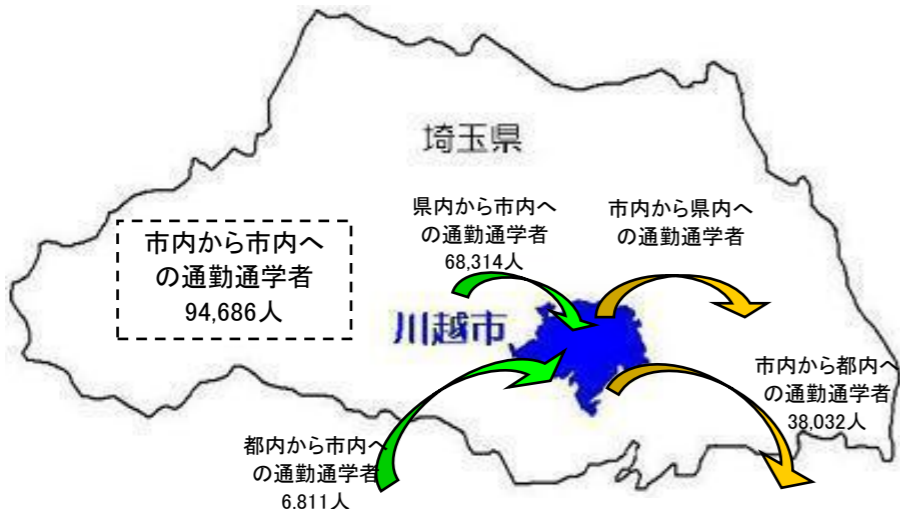 埼玉県
県内から市内へ
の通勤通学者
68,314人
市内から県内へ
の通勤通学者
市内から市内へ
の通勤通学者
94,686人
川越市
市内から都内へ
の通勤通学者
38,032人
都内から市内へ
の通勤通学者
6,811人